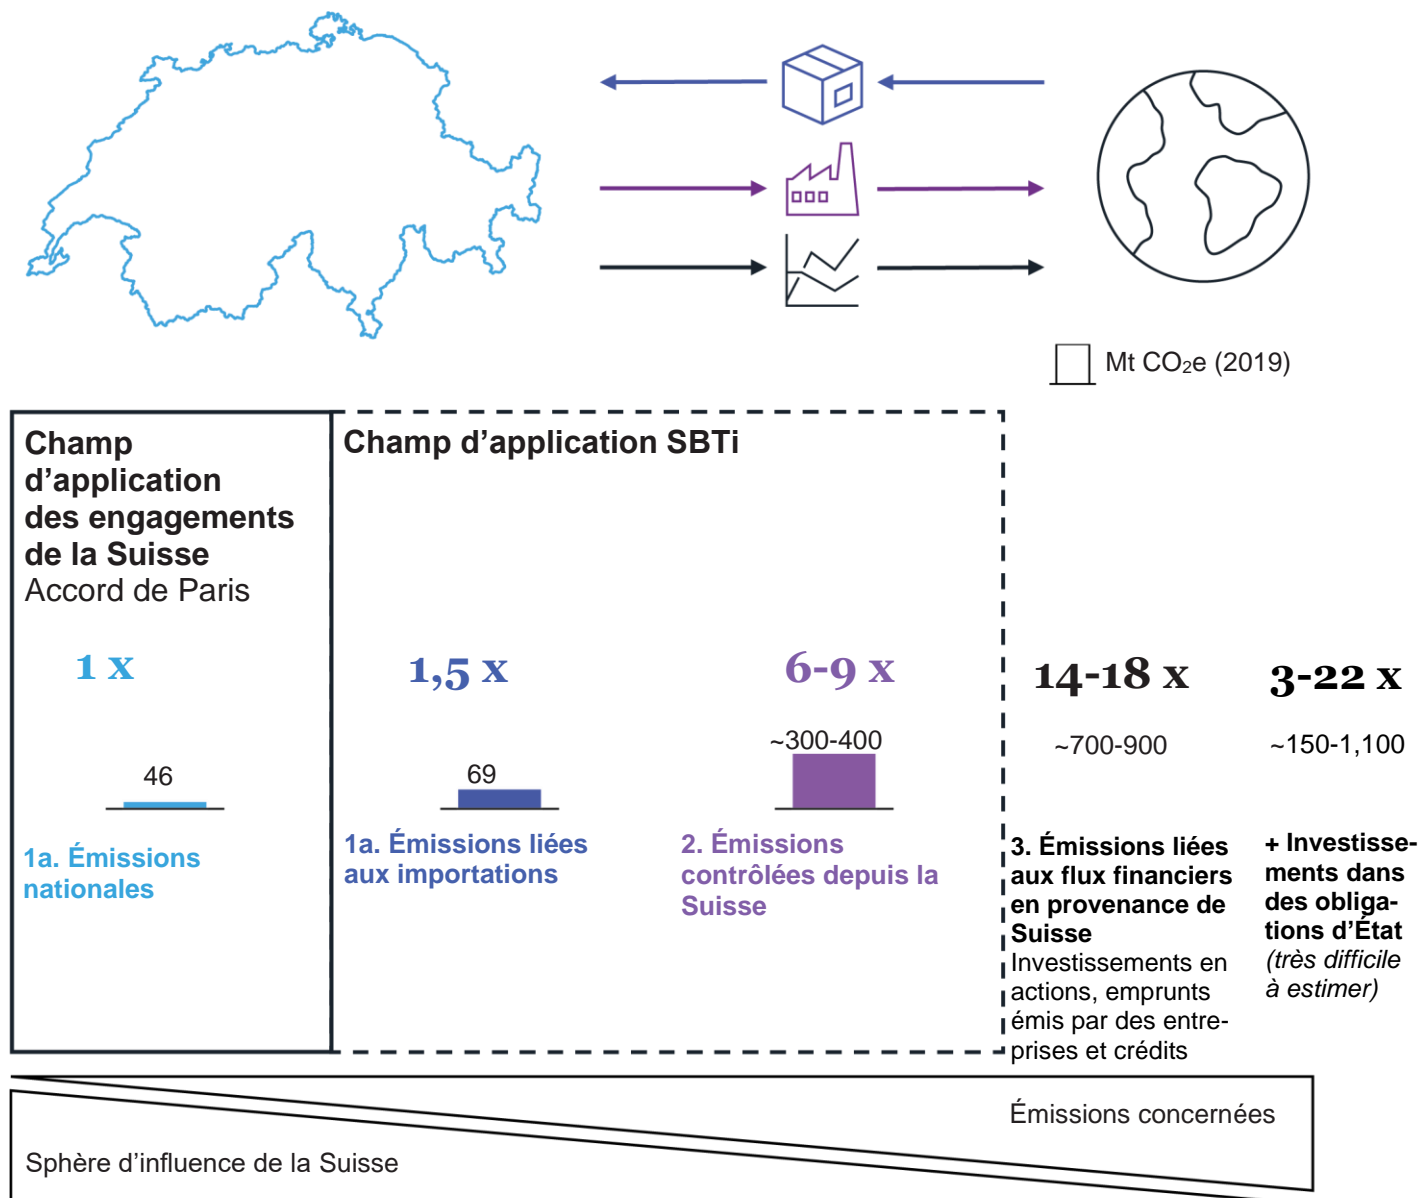 Mt CO₂e (2019)
Champ
d’application
des engagements
de la Suisse
Accord de Paris
Champ d’application SBTi
1 x
1,5 x
6-9 x
14-18 x
3-22 x
46
69
~300-400
~700-900
~150-1,100
1a. Émissions
nationales
1a. Émissions liées
aux importations
2. Émissions
contrôlées depuis la
Suisse
3. Émissions liées
aux flux financiers
en provenance de
Suisse
Investissements en
actions, emprunts
émis par des entre-
prises et crédits
+ Investisse-
ments dans
des obliga-
tions d’État
(très difficile
à estimer)
Émissions concernées
Sphère d’influence de la Suisse